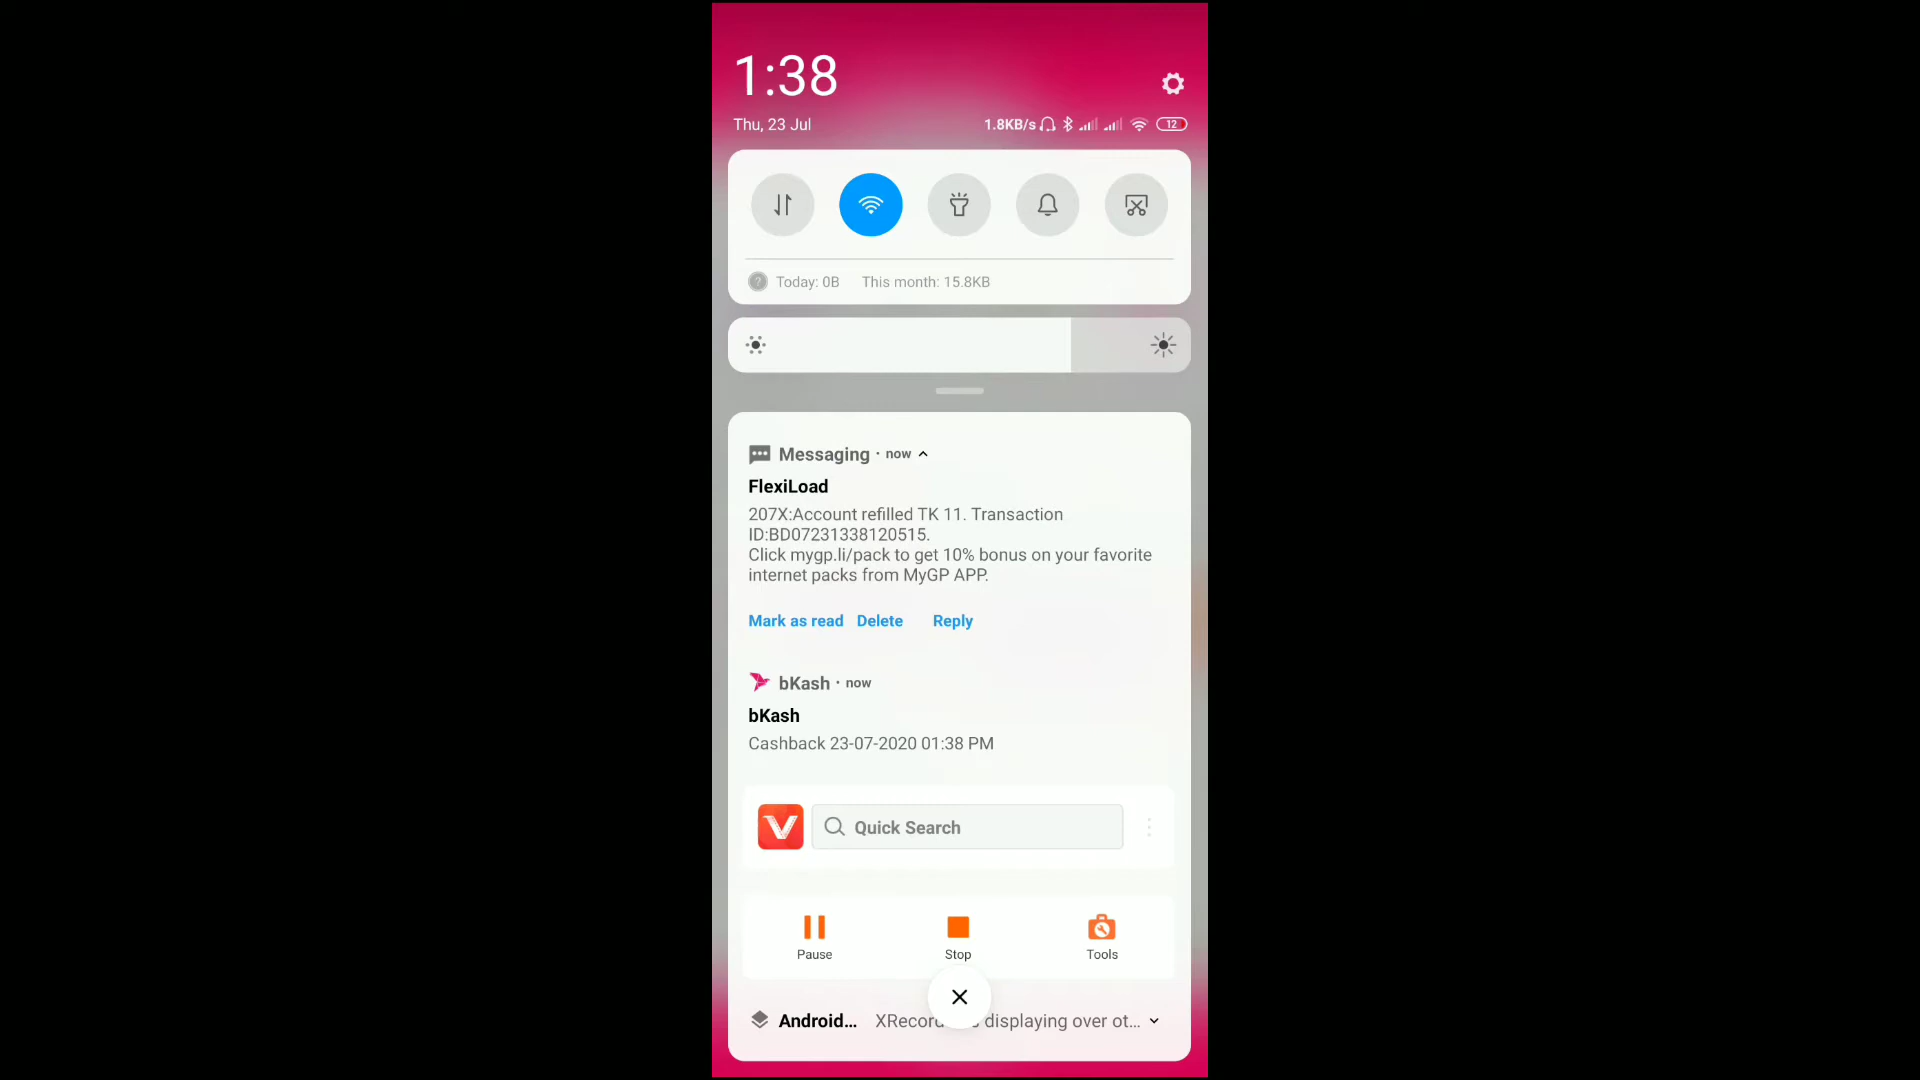 1:38
Thu, 23 Jul
1.8KB/s
12
Today: 0B This month: 15.8KB
Messaging · now
FlexiLoad
207X:Account refilled TK 11. Transaction
ID:BD07231338120515.
Click mygp.li/pack to get 10% bonus on your favorite
internet packs from MyGP APP.
Mark as read Delete Reply
bKash · now
bKash
Cashback 23-07-2020 01:38 PM
Quick Search
Pause Stop Tools
Android... displaying over ot...